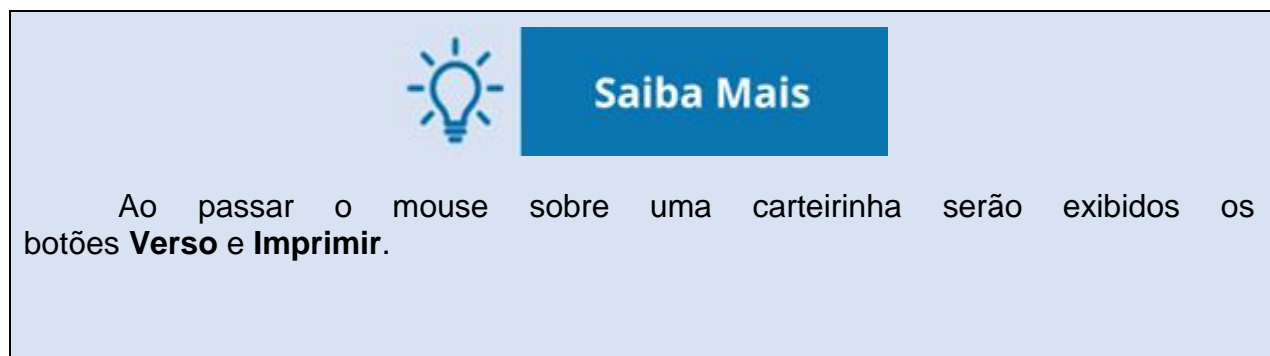 Saiba Mais
Ao passar o mouse sobre uma carteirinha serão exibidos os
botões Verso e Imprimir.